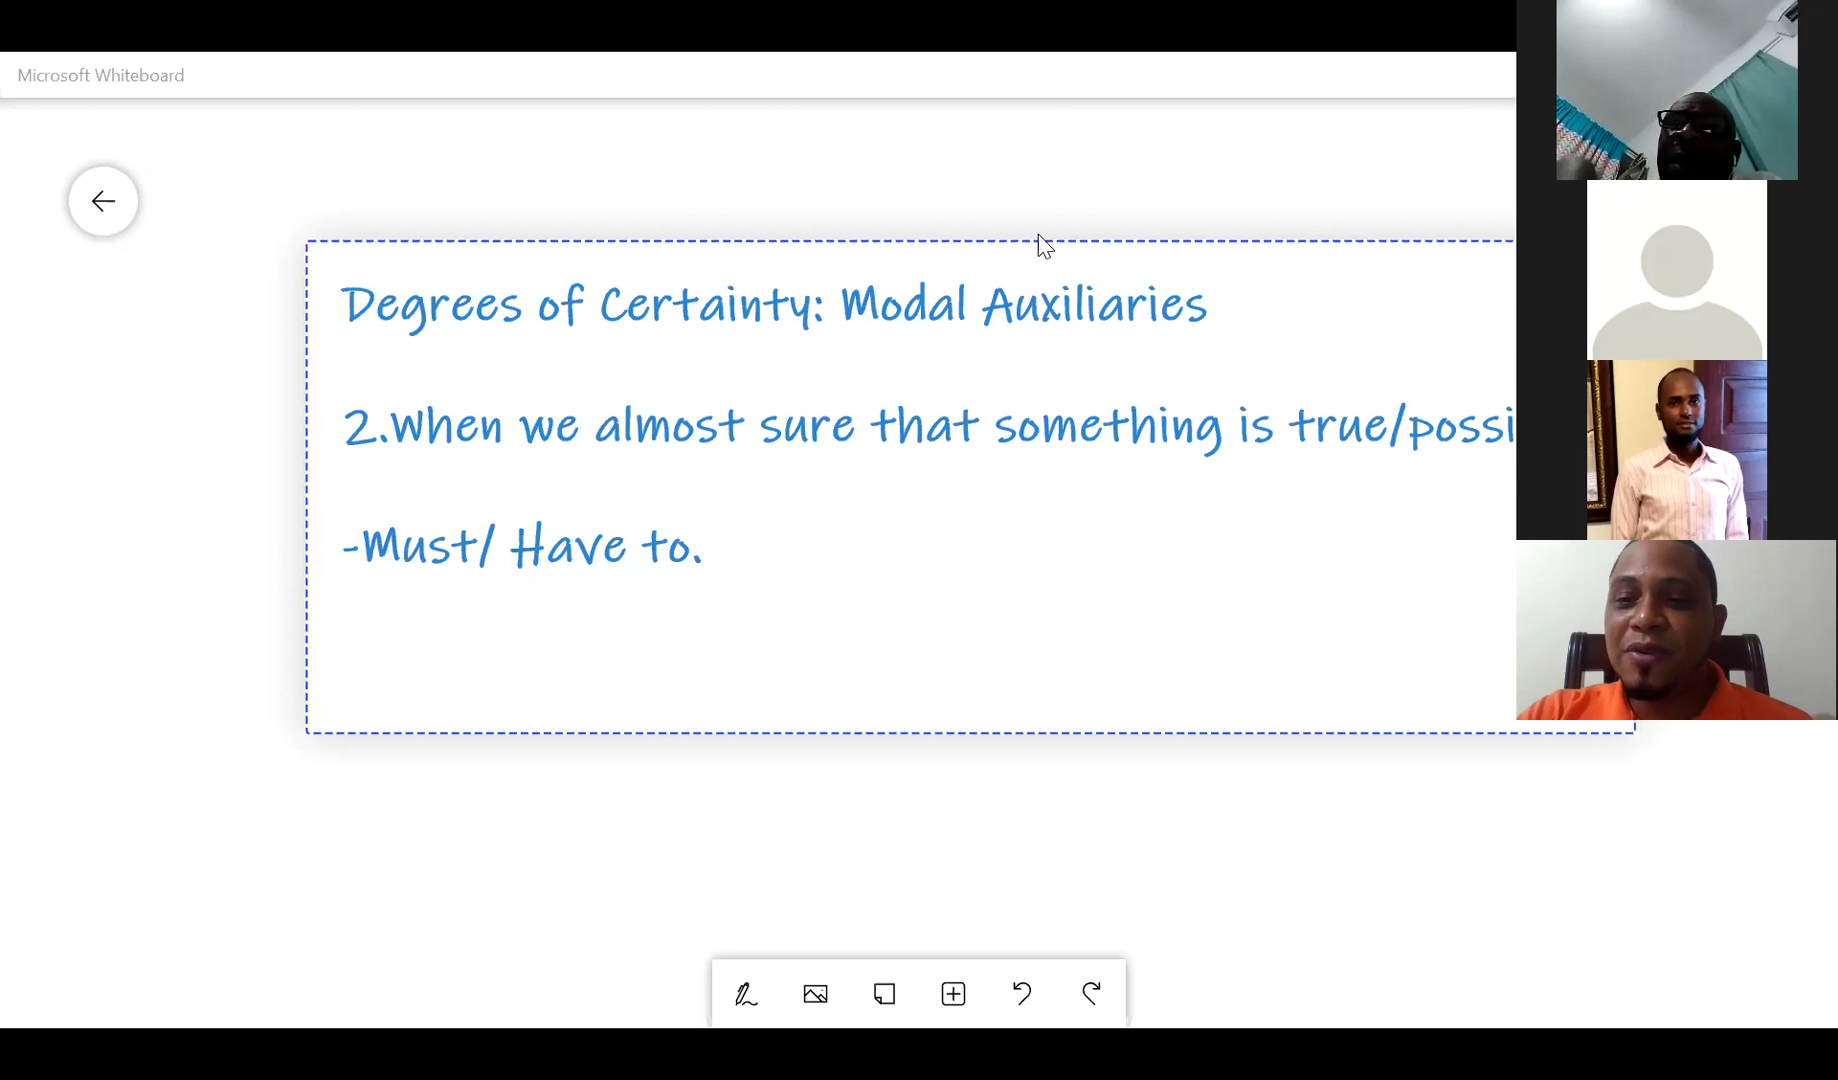 Microsoft Whiteboard
Degrees of Certainty: Modal Auxiliaries
2.When we almost sure that something is true/possi
-Must/ Have to.